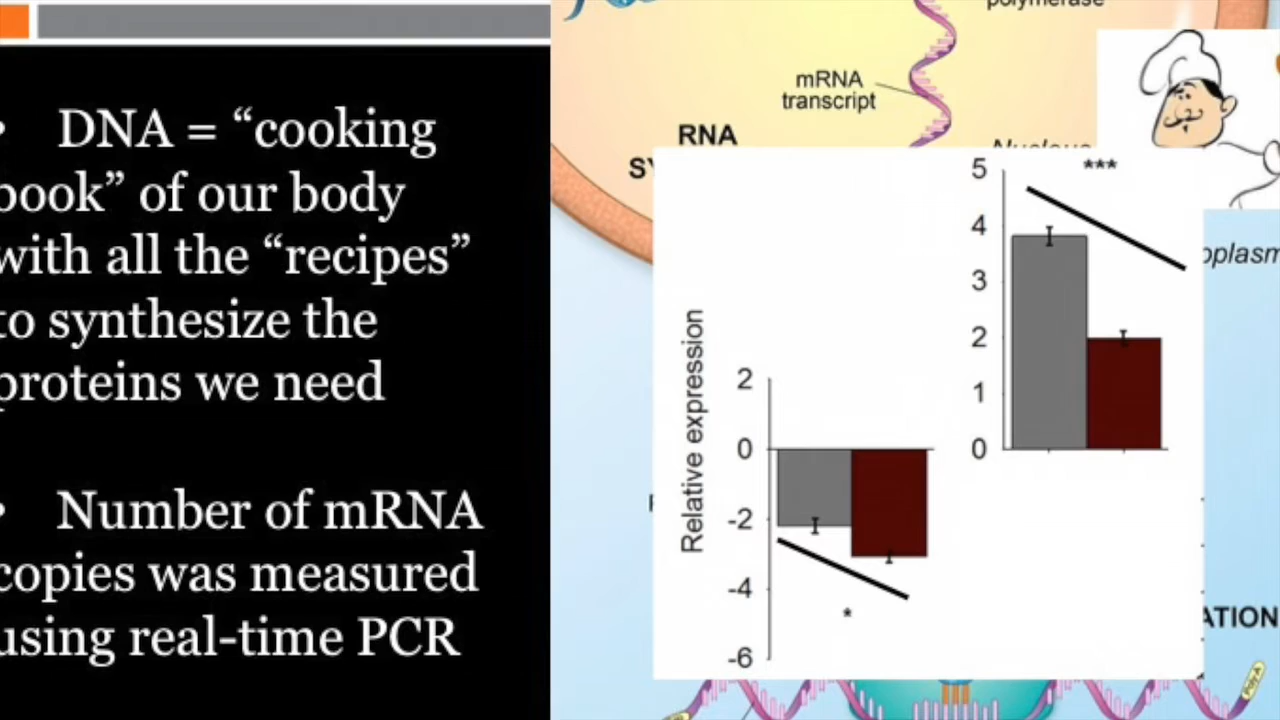 • DNA = “cooking
book” of our body
with all the “recipes”
to synthesize the
proteins we need
• Number of mRNA
copies was measured
using real-time PCR
polymerase
mRNA
transcript
RNA
Nucleus
Relative expression
2
0
-2
-4
-6
*
5
4
3
2
1
0
***
oplasm
ATION
Poly A